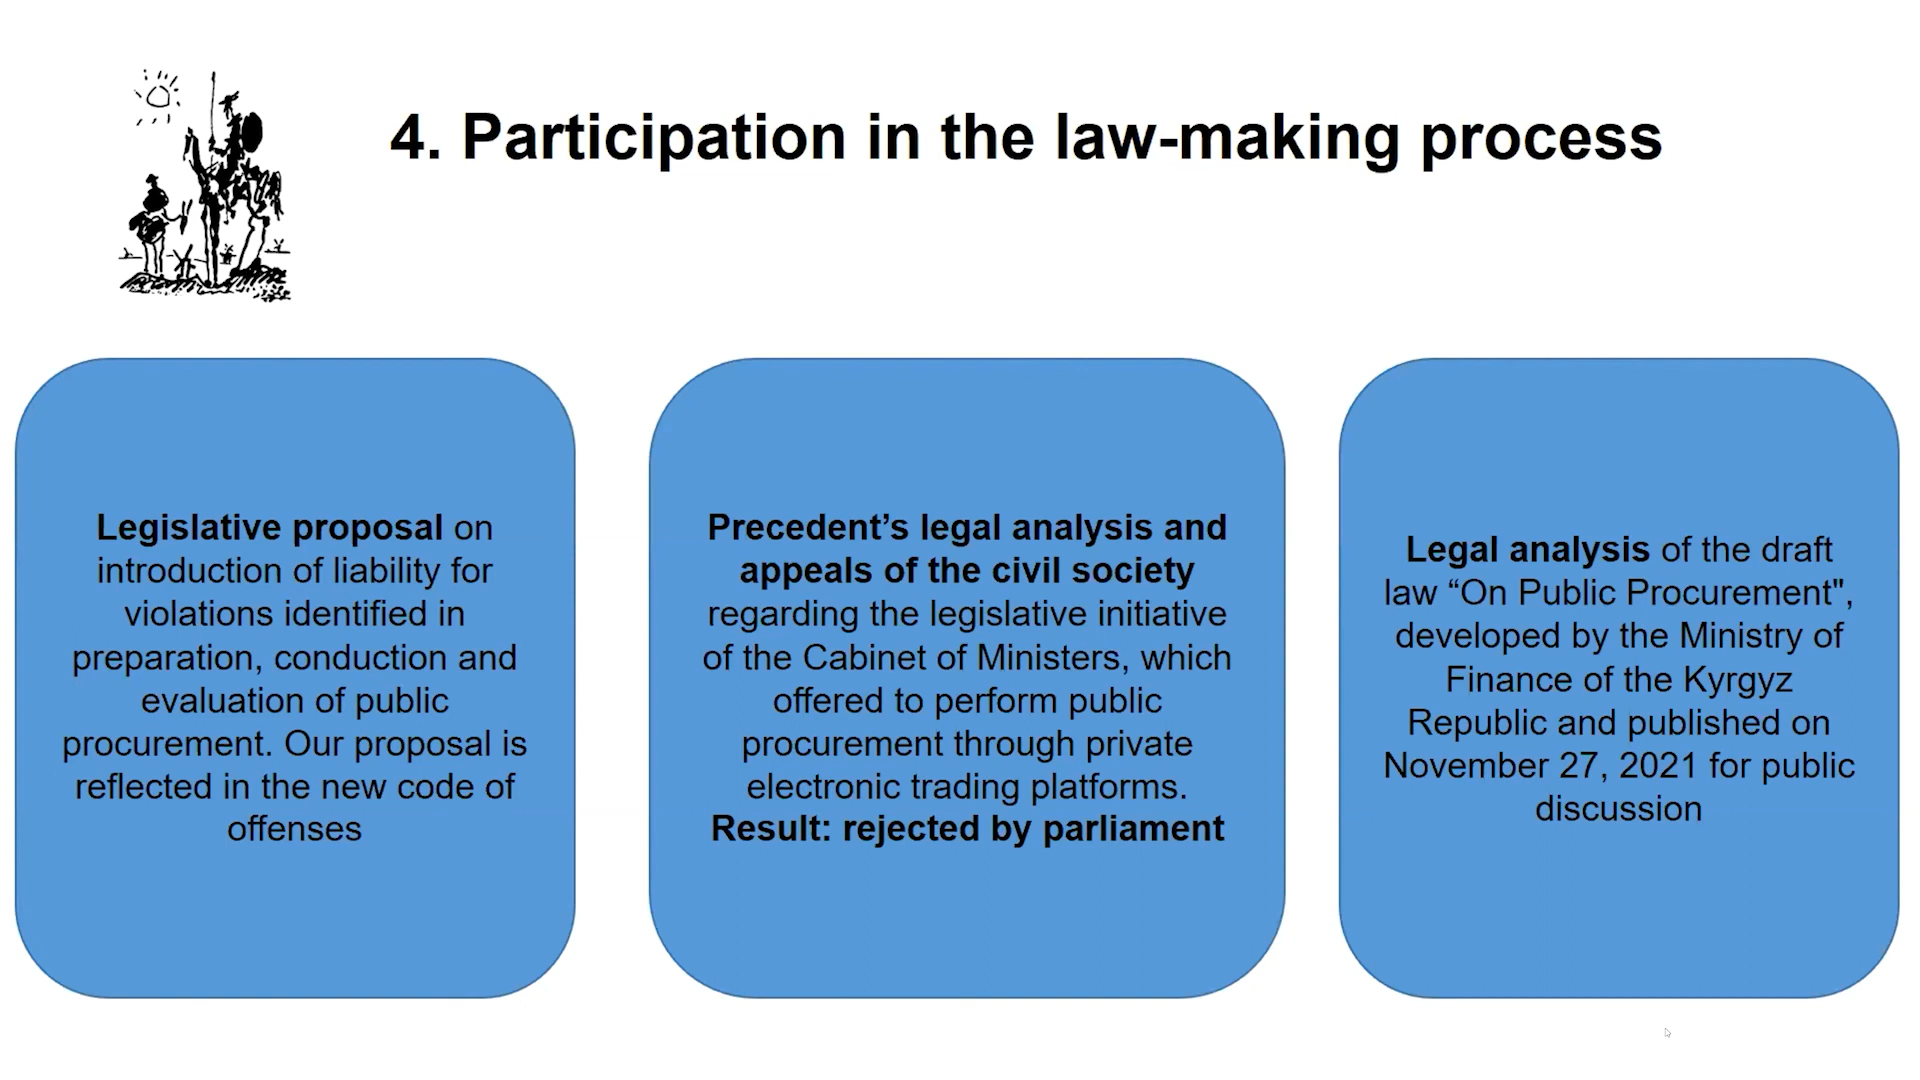 4. Participation in the law-making process
Legislative proposal on
introduction of liability for
violations identified in
preparation, conduction and
evaluation of public
procurement. Our proposal is
reflected in the new code of
offenses
Precedent’s legal analysis and
appeals of the civil society
regarding the legislative initiative
of the Cabinet of Ministers, which
offered to perform public
procurement through private
electronic trading platforms.
Result: rejected by parliament
Legal analysis of the draft
law “On Public Procurement",
developed by the Ministry of
Finance of the Kyrgyz
Republic and published on
November 27, 2021 for public
discussion